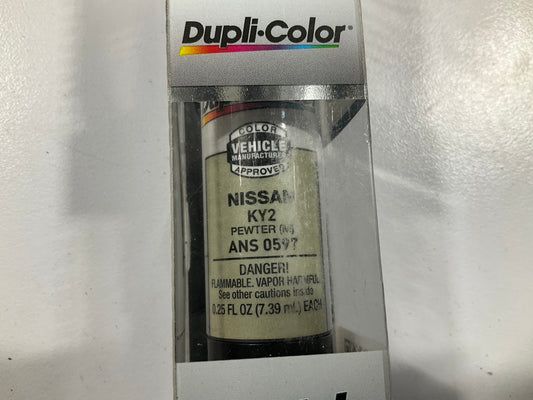 Dupli·Color®
COLOR
VEHICLE
MANUFACTURER
APPROVED
NISSAN
KY2
PEWTER (M)
ANS 0597
DANGER!
FLAMMABLE. VAPOR HARMFUL
See other cautions inside
0.25 FL OZ (7.39 mL) EACH